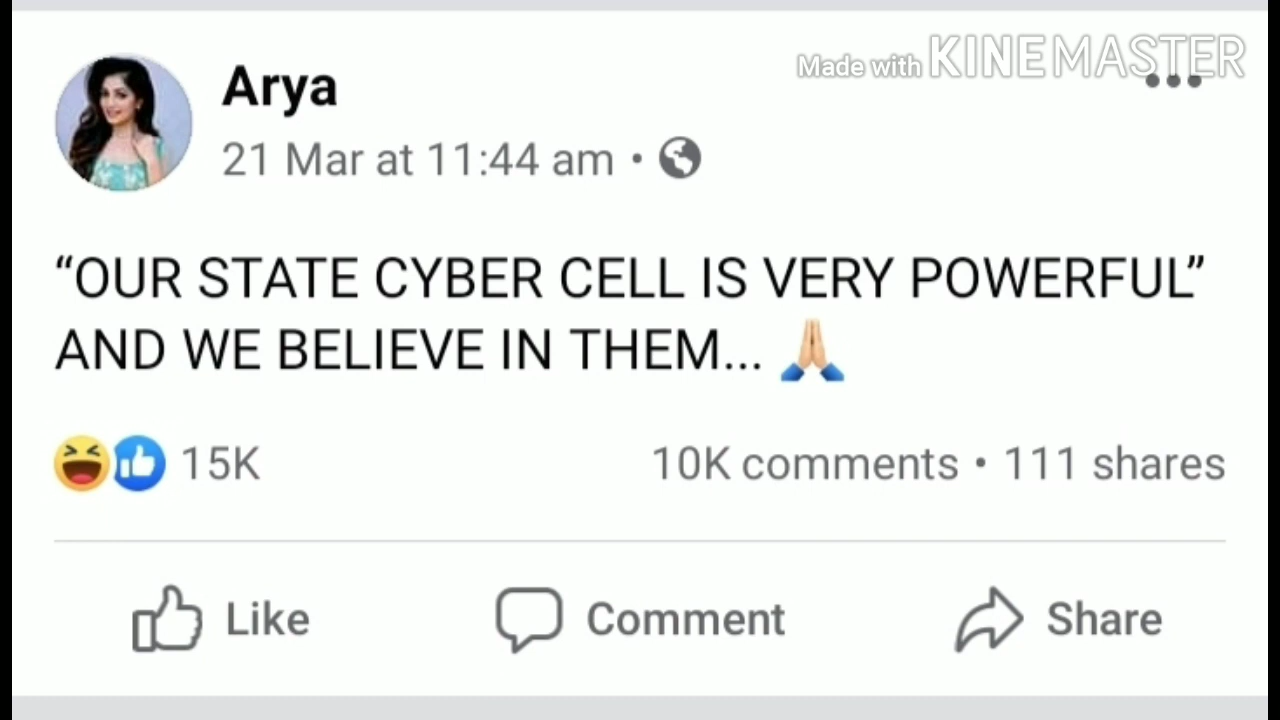 Made with KINEMASTER
Arya
21 Mar at 11:44 am •
“OUR STATE CYBER CELL IS VERY POWERFUL”
AND WE BELIEVE IN THEM... 🙏🏼
15K
10K comments • 111 shares
Like
Comment
Share